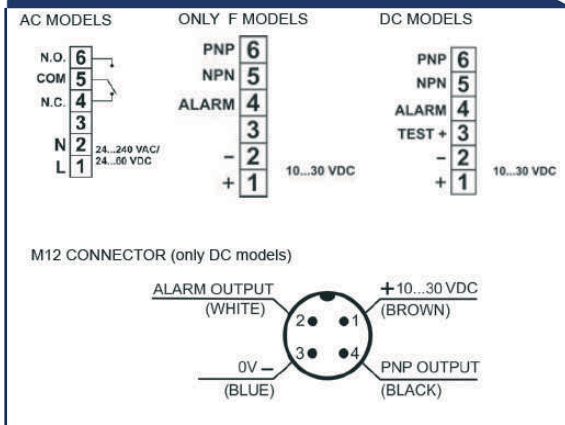 AC MODELS
N.O. 6
COM 5
N.C. 4
3
N 2 24...240 VAC/
L 1 24...60 VDC
ONLY F MODELS
PNP 6
NPN 5
ALARM 4
3
– 2
+ 1 10...30 VDC
DC MODELS
PNP 6
NPN 5
ALARM 4
TEST + 3
– 2
+ 1 10...30 VDC
M12 CONNECTOR (only DC models)
ALARM OUTPUT
(WHITE)
+ 10...30 VDC
(BROWN)
2 1
3 4
0V –
(BLUE)
PNP OUTPUT
(BLACK)